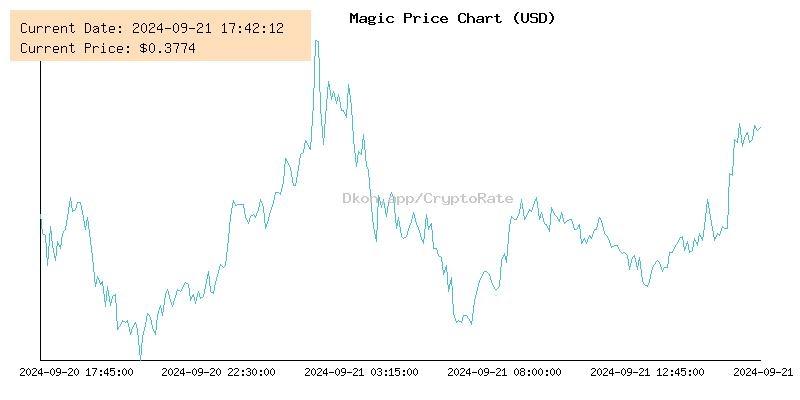 Magic Price Chart (USD)
Current Date: 2024-09-21 17:42:12
Current Price: $0.3774
Dkon.App/CryptoRate
2024-09-20 17:45:00 2024-09-20 22:30:00 2024-09-21 03:15:00 2024-09-21 08:00:00 2024-09-21 12:45:00 2024-09-21